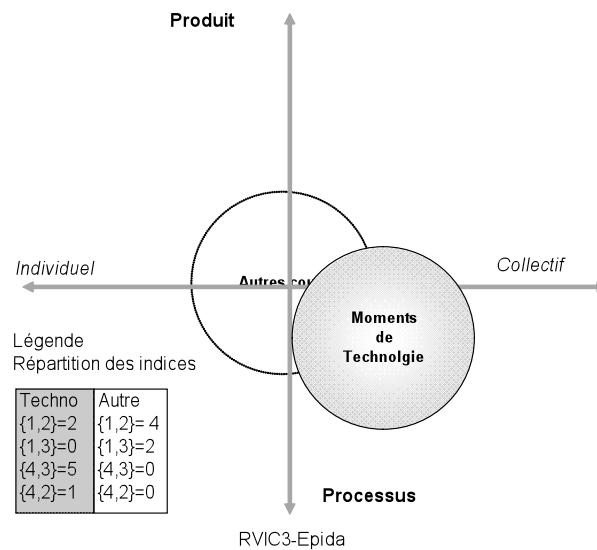 Produit
Individuel
Collectif
Autres
Moments
de
Technolgie
Légende
Répartition des indices
Techno Autre
{1,2}=2 {1,2}= 4
{1,3}=0 {1,3}=2
{4,3}=5 {4,3}=0
{4,2}=1 {4,2}=0
Processus
RVIC3-Epida